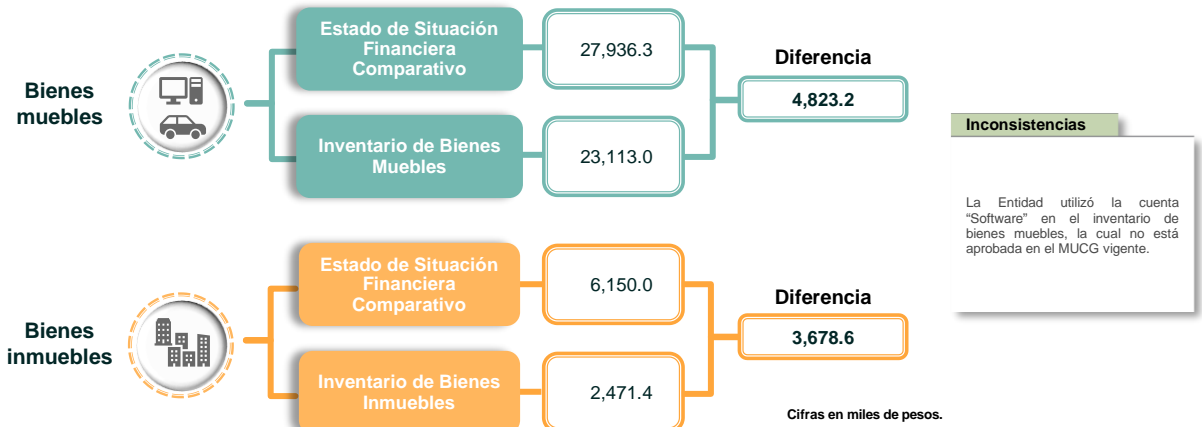 Bienes
muebles
Estado de Situación
Financiera
Comparativo
27,936.3
Inventario de Bienes
Muebles
23,113.0
Diferencia
4,823.2
Inconsistencias
La Entidad utilizó la cuenta
“Software” en el inventario de
bienes muebles, la cual no está
aprobada en el MUCG vigente.
Bienes
inmuebles
Estado de Situación
Financiera
Comparativo
6,150.0
Inventario de Bienes
Inmuebles
2,471.4
Diferencia
3,678.6
Cifras en miles de pesos.